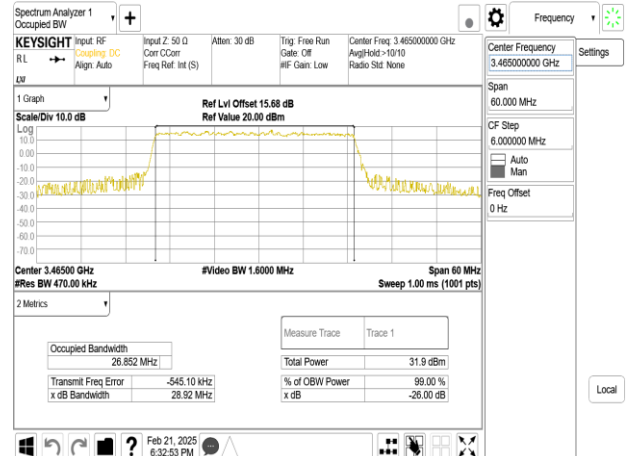 Spectrum Analyzer 1
Occupied BW
Frequency
KEYSIGHT
Input: RF
Input Z: 50 Ω
Atten: 30 dB
Trig: Free Run
Center Freq: 3.465000000 GHz
RL
Coupling: DC
Corr CCorr
Gate: Off
Avg|Hold:>10/10
Align: Auto
Freq Ref: Int (S)
#IF Gain: Low
Radio Std: None
LXI
Center Frequency
3.465000000 GHz
Settings
Span
60.000 MHz
CF Step
6.000000 MHz
Auto
Man
Freq Offset
0 Hz
Local
1 Graph
Ref Lvl Offset 15.68 dB
Scale/Div 10.0 dB
Ref Value 20.00 dBm
Log
10.0
0.00
-10.0
-20.0
-30.0
-40.0
-50.0
-60.0
-70.0
Center 3.46500 GHz
#Video BW 1.6000 MHz
Span 60 MHz
#Res BW 470.00 kHz
Sweep 1.00 ms (1001 pts)
2 Metrics
Measure Trace
Trace 1
Occupied Bandwidth
26.852 MHz
Total Power
31.9 dBm
Transmit Freq Error
-545.10 kHz
% of OBW Power
99.00 %
x dB Bandwidth
28.92 MHz
x dB
-26.00 dB
Feb 21, 2025
6:32:53 PM